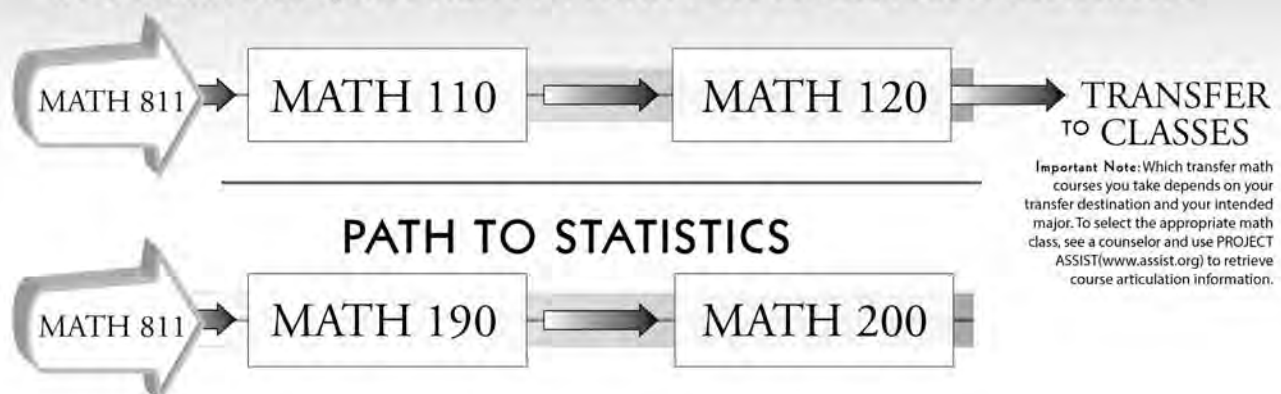 MATH 811
MATH 110
MATH 120
TRANSFER
TO CLASSES
Important Note: Which transfer math
courses you take depends on your
transfer destination and your intended
major. To select the appropriate math
class, see a counselor and use PROJECT
ASSIST(www.assist.org) to retrieve
course articulation information.
PATH TO STATISTICS
MATH 811
MATH 190
MATH 200